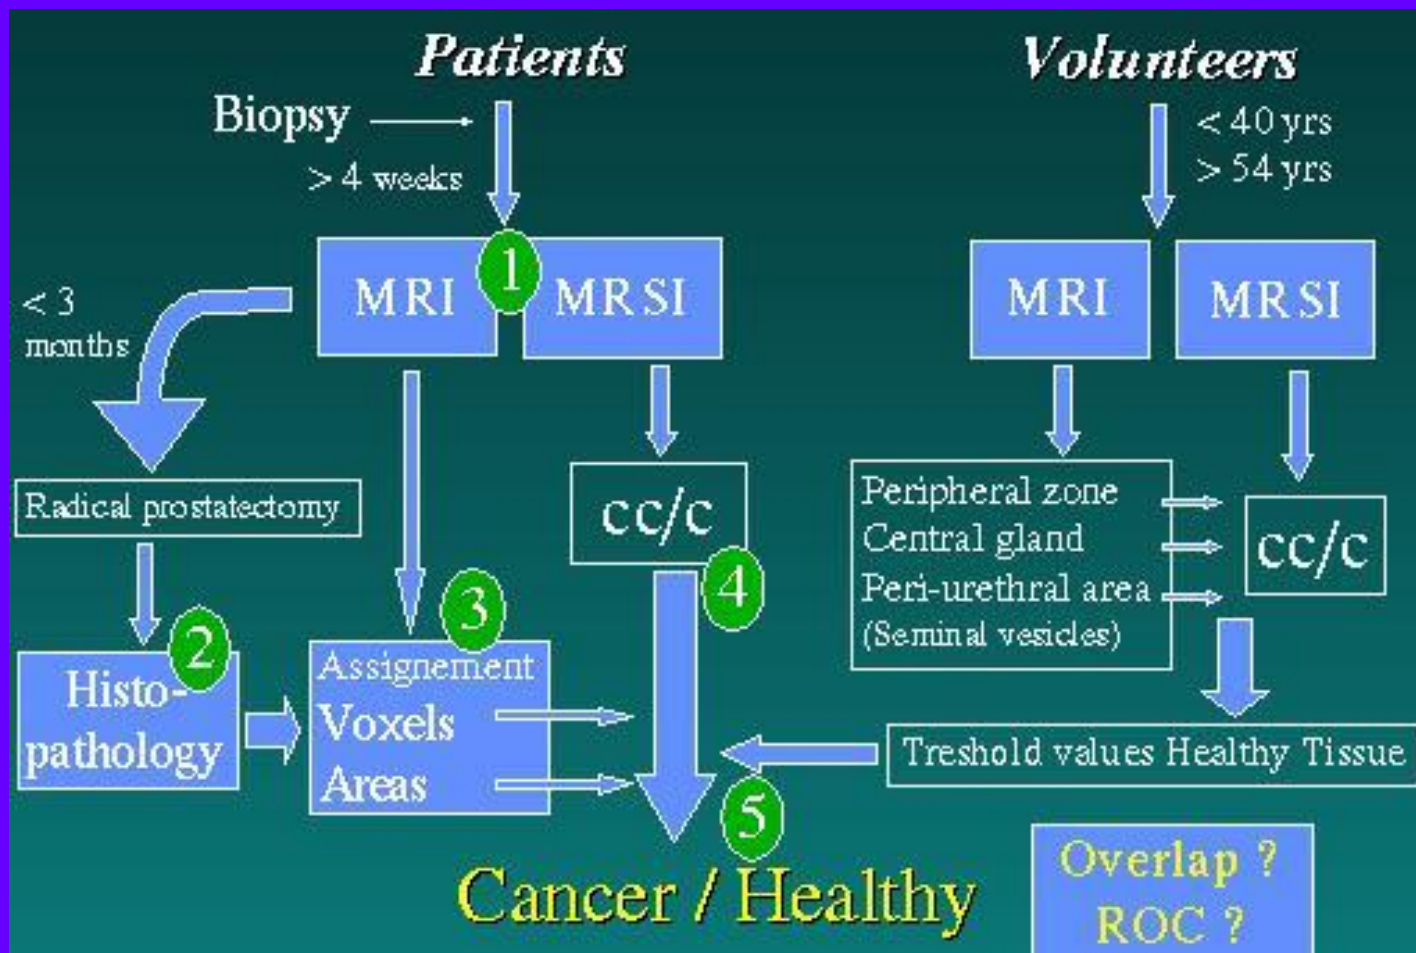 Patients
Biopsy
> 4 weeks
1
MRI
MRSI
< 3
months
Radical prostatectomy
cc/c
4
2
Histo-
pathology
3
Assignement
Voxels
Areas
5
Cancer / Healthy
Volunteers
< 40 yrs
> 54 yrs
MRI
MRSI
Peripheral zone
Central gland
Peri-urethral area
(Seminal vesicles)
cc/c
Treshold values Healthy Tissue
Overlap ?
ROC ?